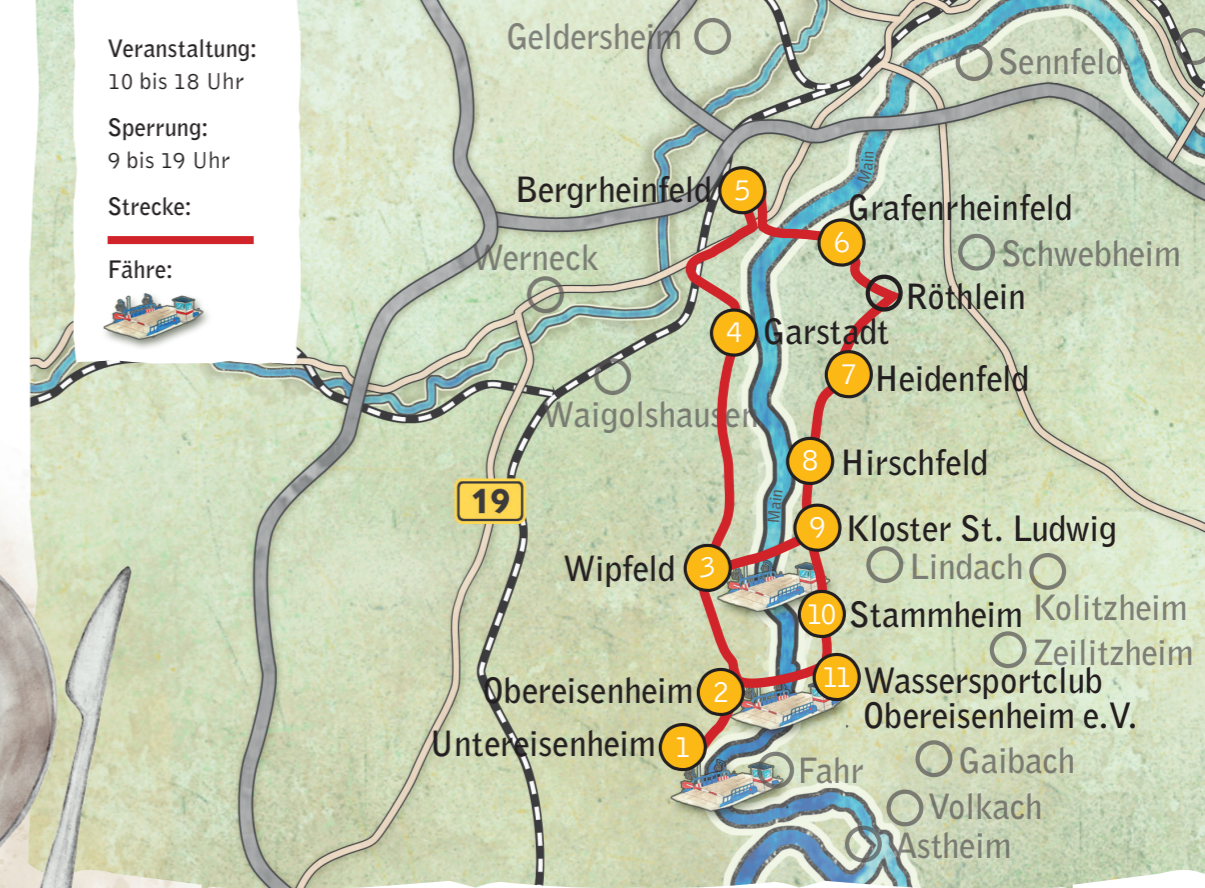 Veranstaltung:
10 bis 18 Uhr
Sperrung:
9 bis 19 Uhr
Strecke:
Fähre:
Geldersheim
Sennfeld
Main
Bergrheinfeld
5
Grafenrheinfeld
6
Schwebheim
Werneck
Röthlein
4
Garstadt
7
Heidenfeld
Waigolshausen
8
Hirschfeld
19
Main
9
Kloster St. Ludwig
Wipfeld
3
Lindach
10
Stammheim
Kolitzheim
Zeilitzheim
Obereisenheim
2
11
Wassersportclub
Obereisenheim e.V.
Untereisenheim
1
Fahr
Gaibach
Volkach
Astheim